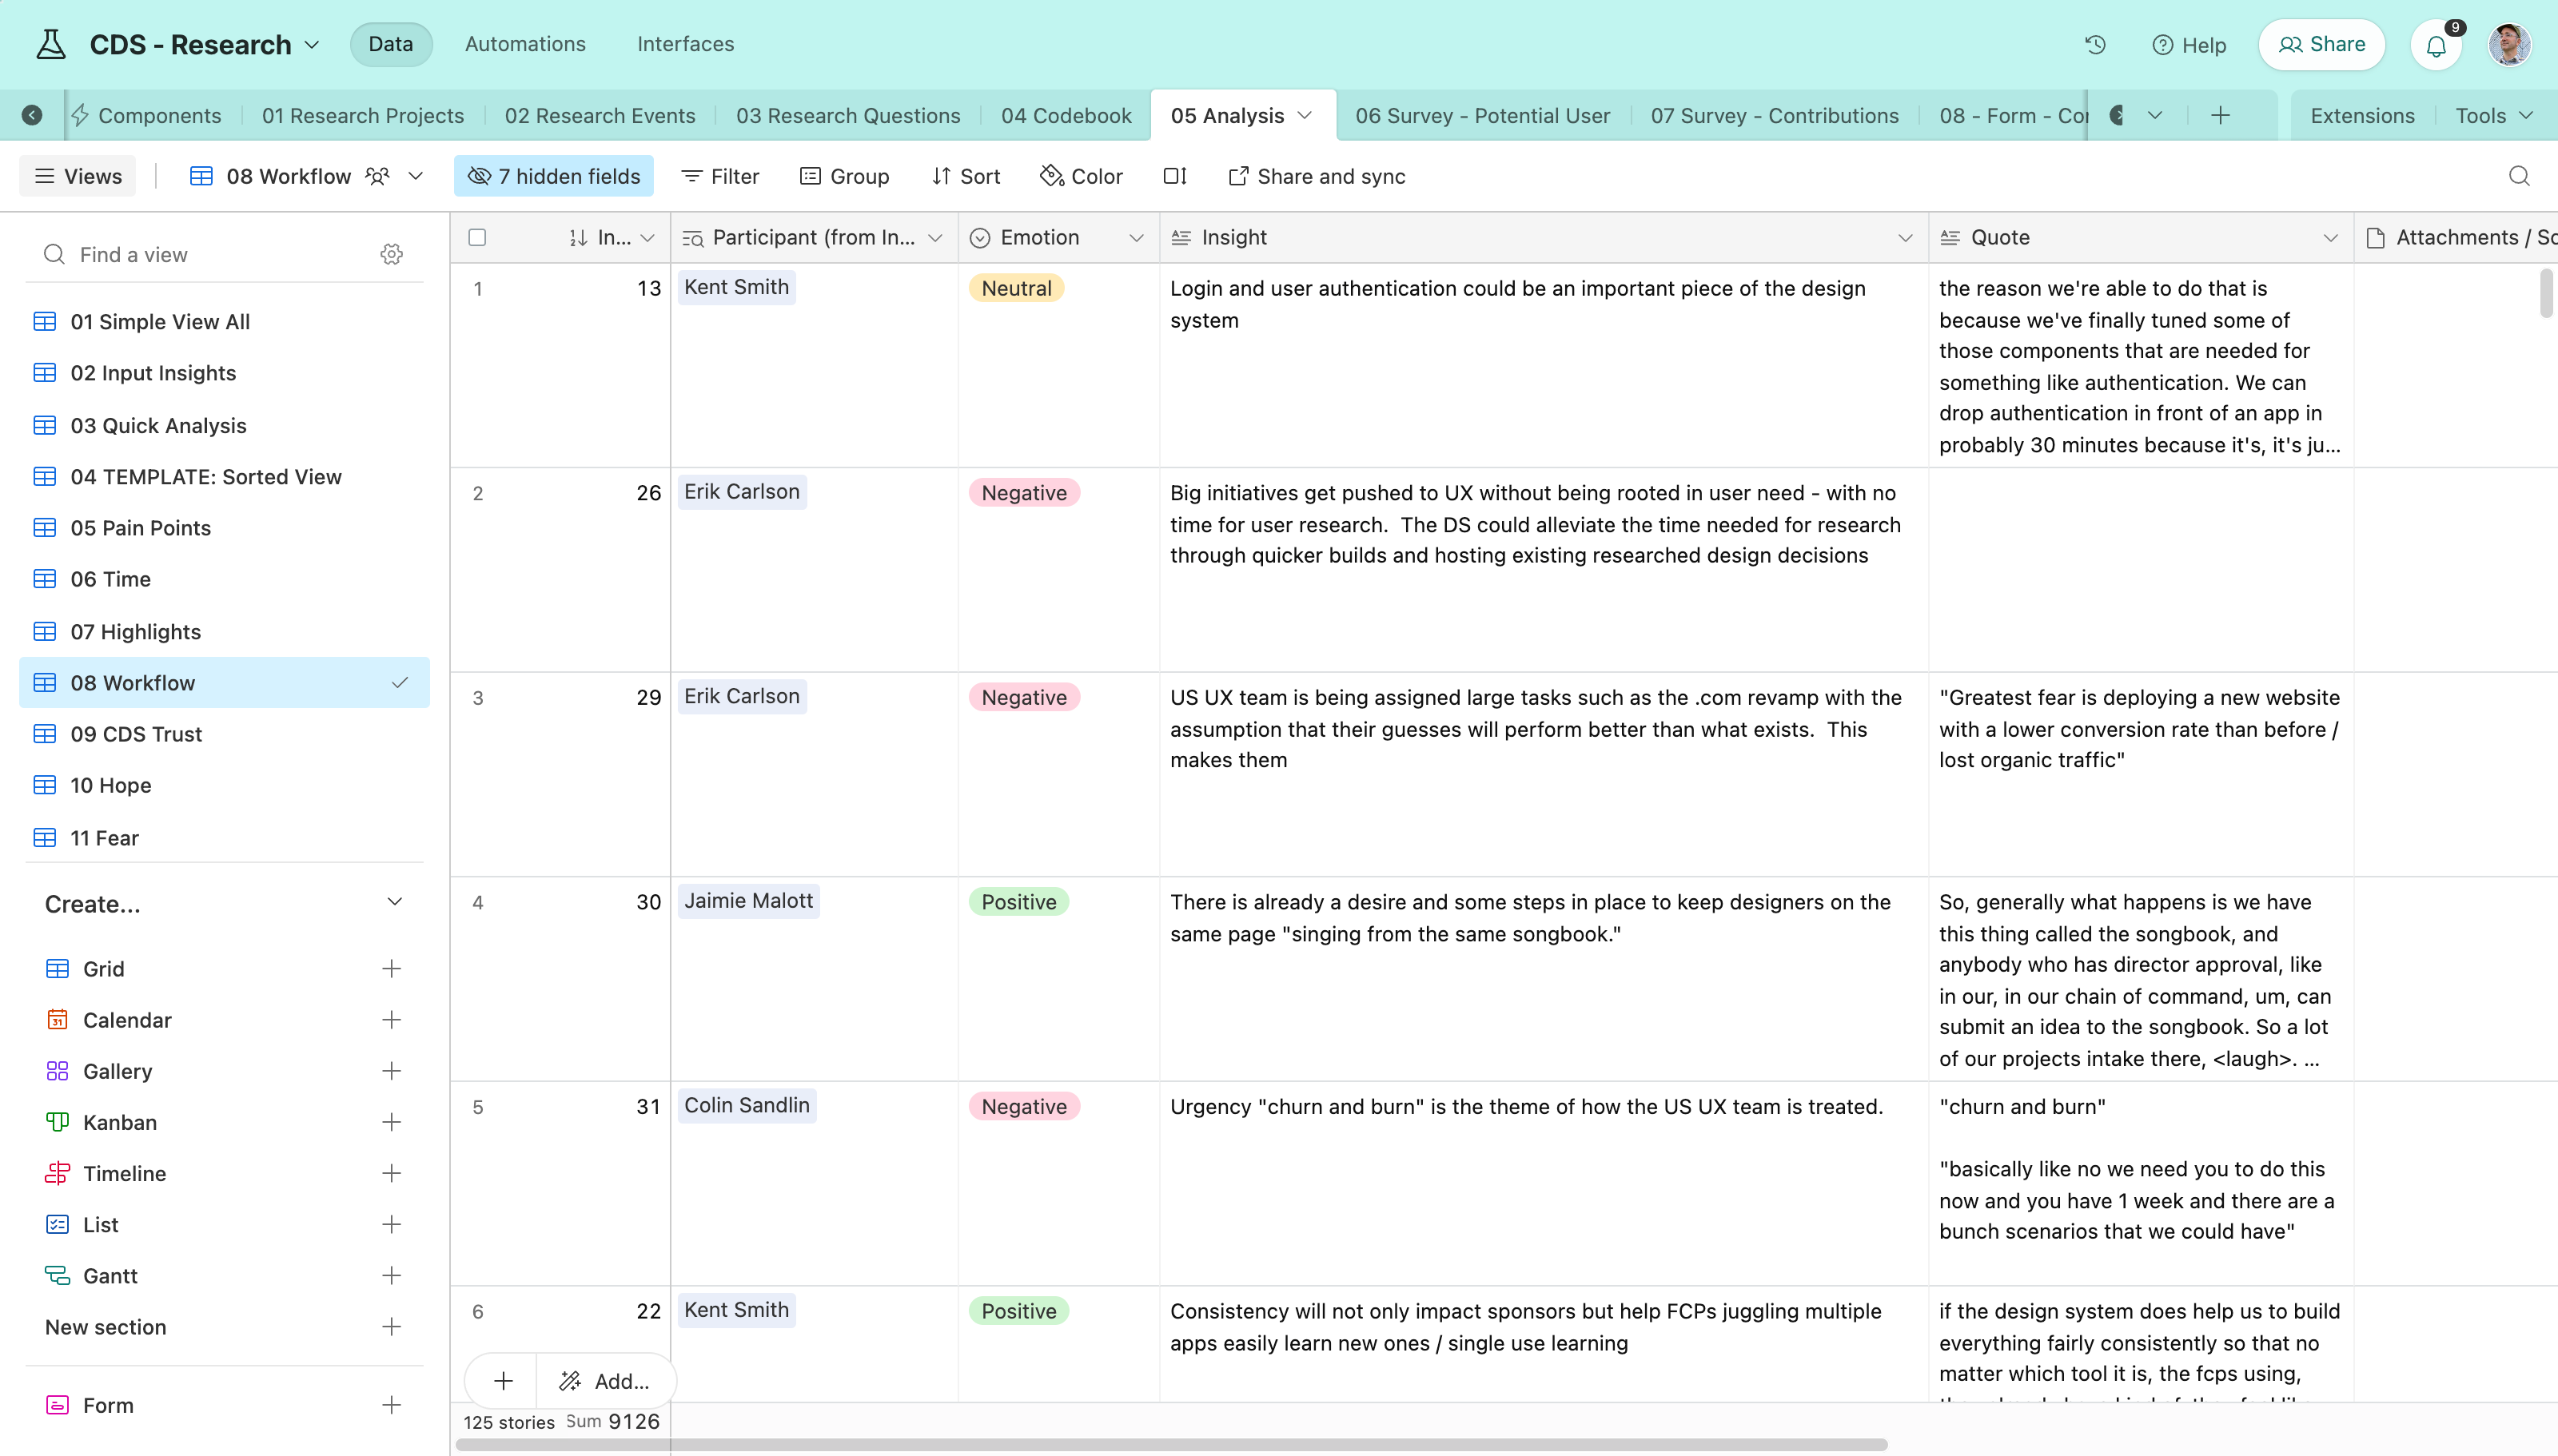 CDS - Research
Data
Automations
Interfaces
Help
Share
9
Components
01 Research Projects
02 Research Events
03 Research Questions
04 Codebook
05 Analysis
06 Survey - Potential User
07 Survey - Contributions
08 - Form - Cor
Extensions
Tools
Views
08 Workflow
7 hidden fields
Filter
Group
Sort
Color
Share and sync
Find a view
01 Simple View All
02 Input Insights
03 Quick Analysis
04 TEMPLATE: Sorted View
05 Pain Points
06 Time
07 Highlights
08 Workflow
09 CDS Trust
10 Hope
11 Fear
Create...
Grid
31
Calendar
Gallery
Kanban
Timeline
List
Gantt
New section
Form
In...
Participant (from In...
Emotion
Insight
Quote
Attachments / Sc
1
13
Kent Smith
Neutral
Login and user authentication could be an important piece of the design
system
the reason we're able to do that is
because we've finally tuned some of
those components that are needed for
something like authentication. We can
drop authentication in front of an app in
probably 30 minutes because it's, it's ju...
2
26
Erik Carlson
Negative
Big initiatives get pushed to UX without being rooted in user need - with no
time for user research.  The DS could alleviate the time needed for research
through quicker builds and hosting existing researched design decisions
3
29
Erik Carlson
Negative
US UX team is being assigned large tasks such as the .com revamp with the
assumption that their guesses will perform better than what exists.  This
makes them
"Greatest fear is deploying a new website
with a lower conversion rate than before /
lost organic traffic"
4
30
Jaimie Malott
Positive
There is already a desire and some steps in place to keep designers on the
same page "singing from the same songbook."
So, generally what happens is we have
this thing called the songbook, and
anybody who has director approval, like
in our, in our chain of command, um, can
submit an idea to the songbook. So a lot
of our projects intake there, <laugh>. ...
5
31
Colin Sandlin
Negative
Urgency "churn and burn" is the theme of how the US UX team is treated.
"churn and burn"
"basically like no we need you to do this
now and you have 1 week and there are a
bunch scenarios that we could have"
6
22
Kent Smith
Positive
Consistency will not only impact sponsors but help FCPs juggling multiple
apps easily learn new ones / single use learning
if the design system does help us to build
everything fairly consistently so that no
matter which tool it is, the fcps using,
Add...
125 stories
Sum 9126